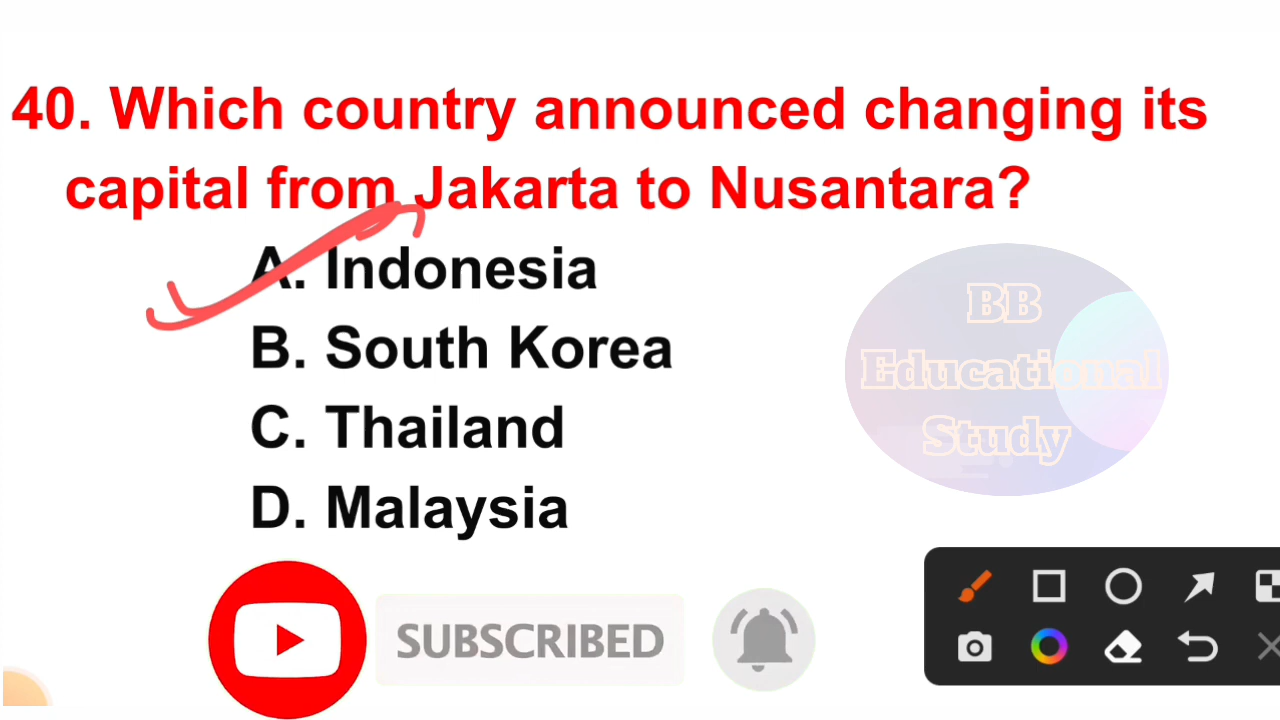 40. Which country announced changing its
capital from Jakarta to Nusantara?
A. Indonesia
B. South Korea
C. Thailand
D. Malaysia
BB
Educational
Study
SUBSCRIBED